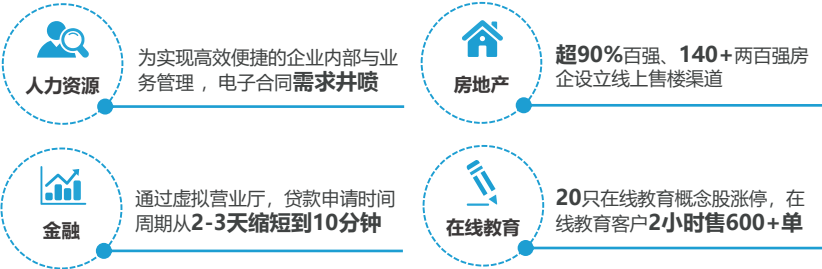 人力资源
为实现高效便捷的企业内部与业
务管理 ，电子合同需求井喷
房地产
超90%百强、140+两百强房
企设立线上售楼渠道
金融
通过虚拟营业厅，贷款申请时间
周期从2-3天缩短到10分钟
在线教育
20只在线教育概念股涨停，在
线教育客户2小时售600+单